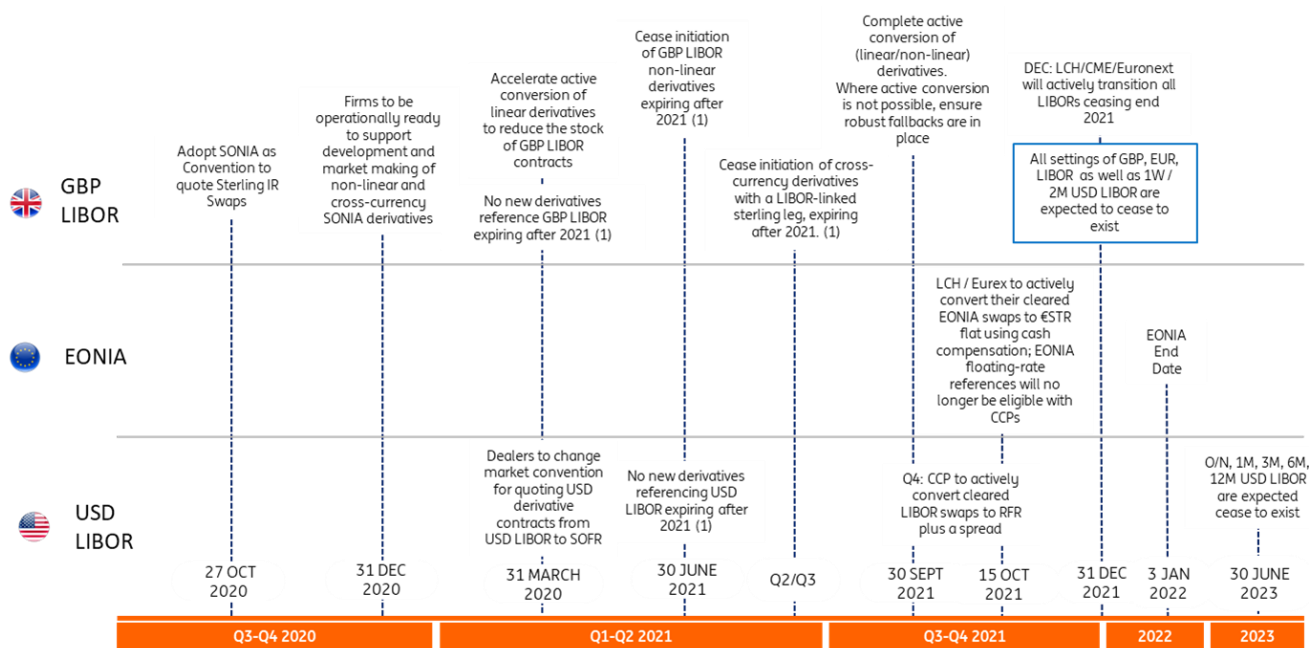 GBP
LIBOR
Adopt SONIA as
Convention to
quote Sterling IR
Swaps
Firms to be
operationally ready
to support
development and
market making of
non-linear and
cross-currency
SONIA derivatives
Accelerate active
conversion of
linear derivatives
to reduce the stock
of GBP LIBOR
contracts
No new derivatives
reference GBP LIBOR
expiring after 2021 (1)
Cease initiation
of GBP LIBOR
non-linear
derivatives
expiring after
2021 (1)
Cease initiation of cross-
currency derivatives
with a LIBOR-linked
sterling leg, expiring
after 2021. (1)
Complete active
conversion of
(linear/non-linear)
derivatives.
Where active conversion
is not possible, ensure
robust fallbacks are in
place
DEC: LCH/CME/Euronext
will actively transition all
LIBORs ceasing end
2021
All settings of GBP, EUR,
LIBOR as well as 1W /
2M USD LIBOR are
expected to cease to
exist
EONIA
LCH / Eurex to actively
convert their cleared
EONIA swaps to €STR
flat using cash
compensation; EONIA
floating-rate
references will no
longer be eligible with
CCPs
EONIA
End
Date
USD
LIBOR
Dealers to change
market convention
for quoting USD
derivative
contracts from
USD LIBOR to SOFR
No new derivatives
referencing USD
LIBOR expiring after
2021 (1)
Q4: CCP to actively
convert cleared
LIBOR swaps to RFR
plus a spread
O/N, 1M, 3M, 6M,
12M USD LIBOR
are expected
cease to exist
27 OCT
2020
31 DEC
2020
31 MARCH
2020
30 JUNE
2021
Q2/Q3
30 SEPT
2021
15 OCT
2021
31 DEC
2021
3 JAN
2022
30 JUNE
2023
Q3-Q4 2020
Q1-Q2 2021
Q3-Q4 2021
2022
2023